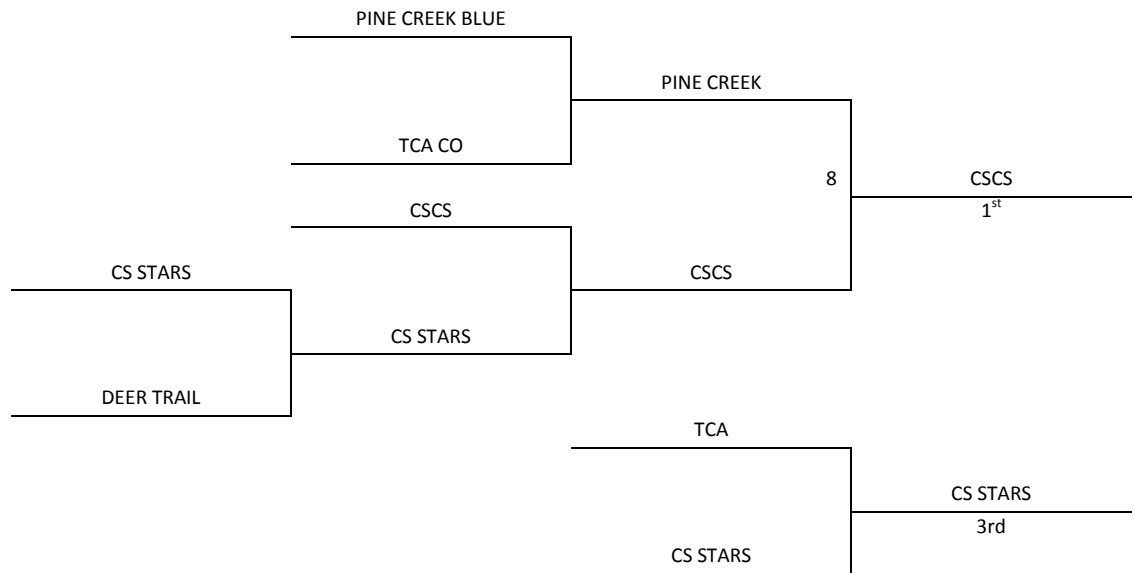 PINE CREEK BLUE
PINE CREEK
TCA CO
8
CSCS
1st
CSCS
CS STARS
CSCS
CS STARS
DEER TRAIL
TCA
CS STARS
3rd
CS STARS